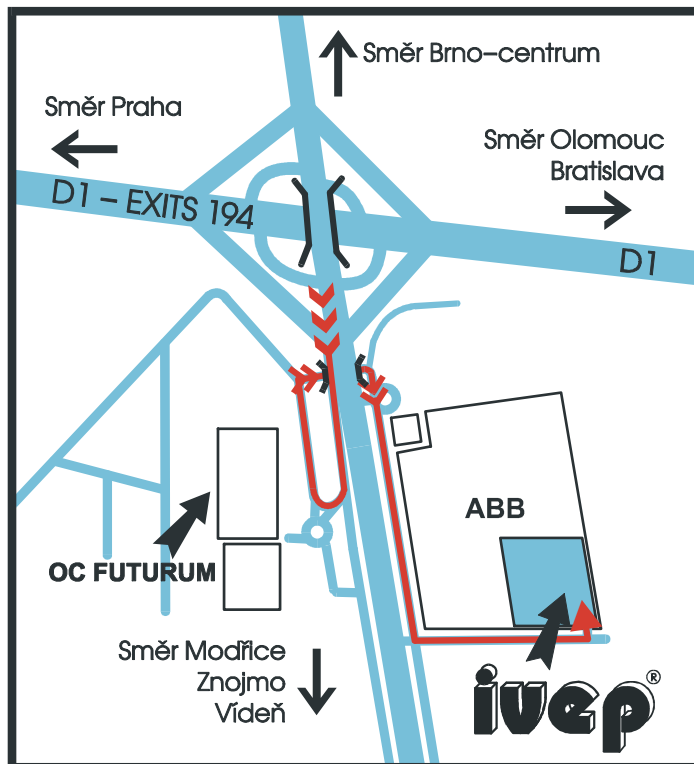 Směr Brno–centrum
Směr Praha
Směr Olomouc
Bratislava
D1 – EXITS 194
D1
ABB
OC FUTURUM
Směr Modřice
Znojmo
Vídeň
ivep®